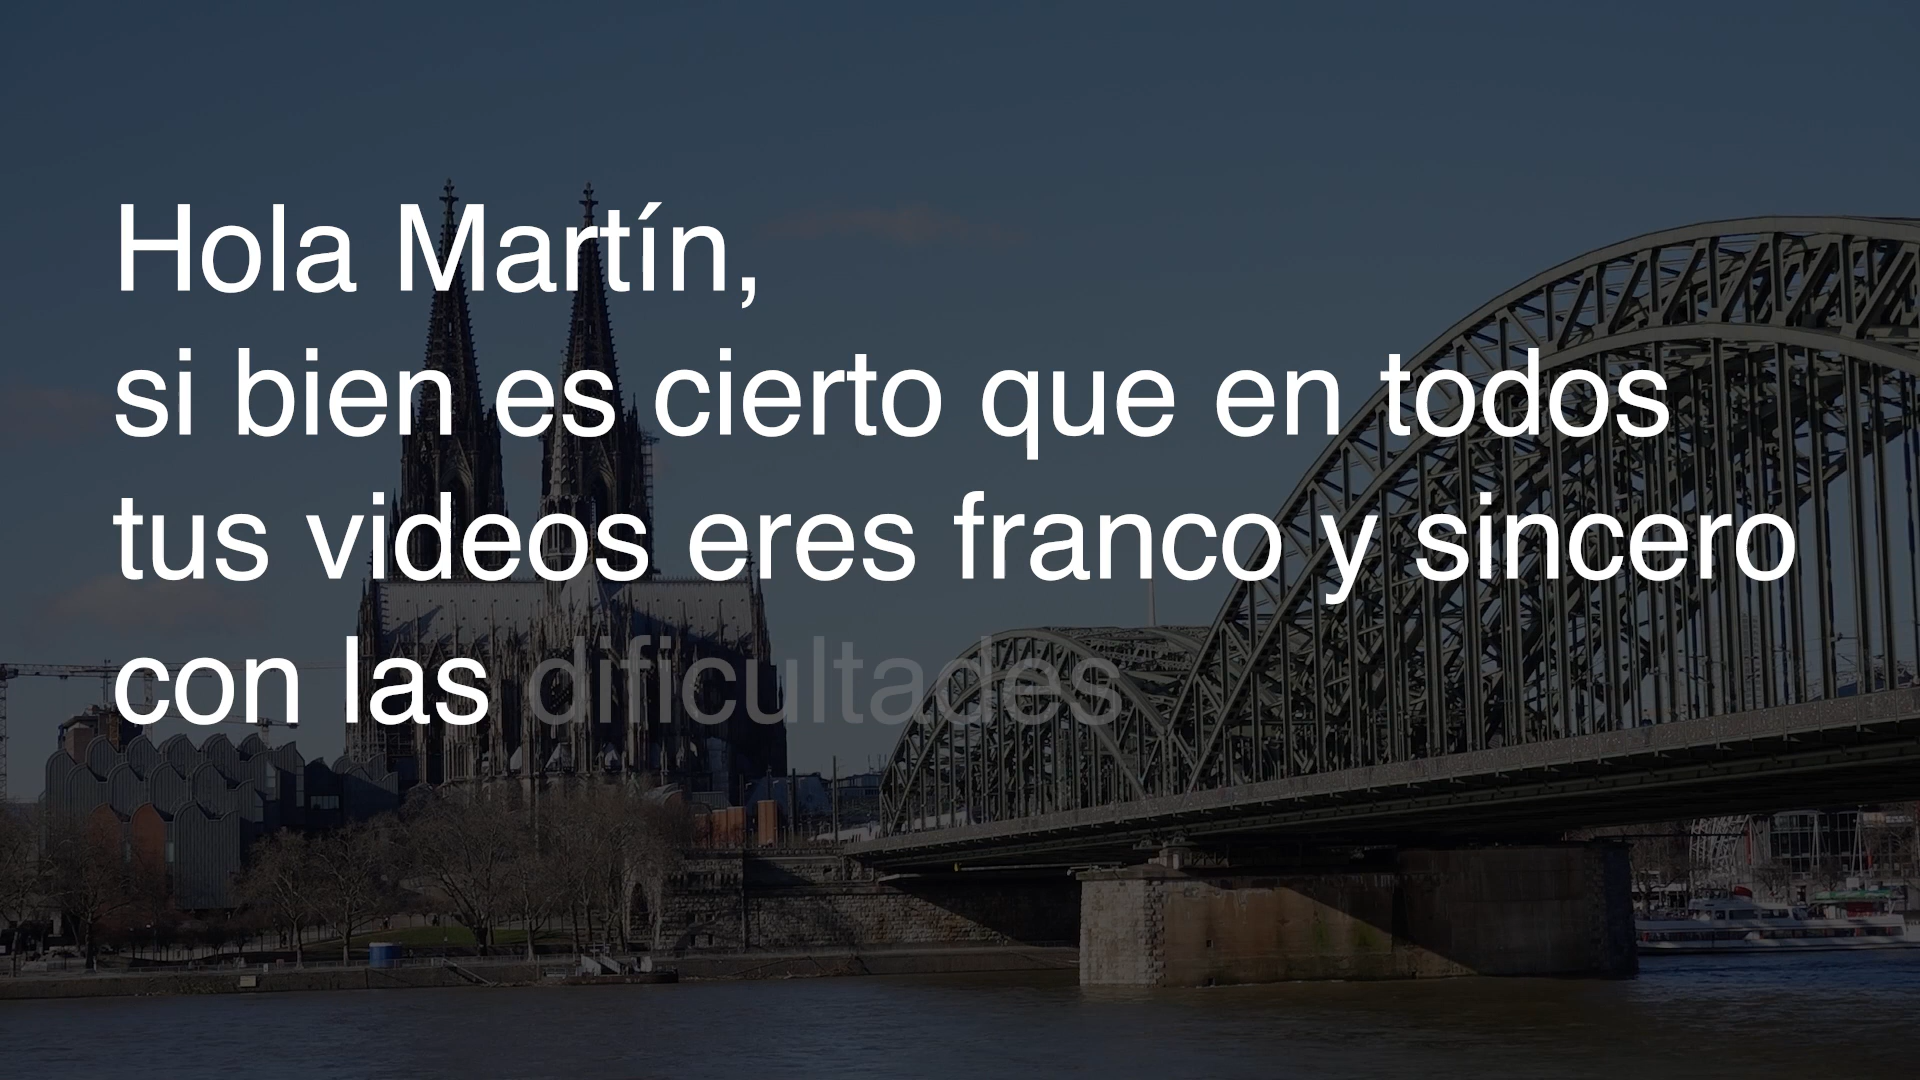 Hola Martín,
si bien es cierto que en todos
tus videos eres franco y sincero
con las dificultades